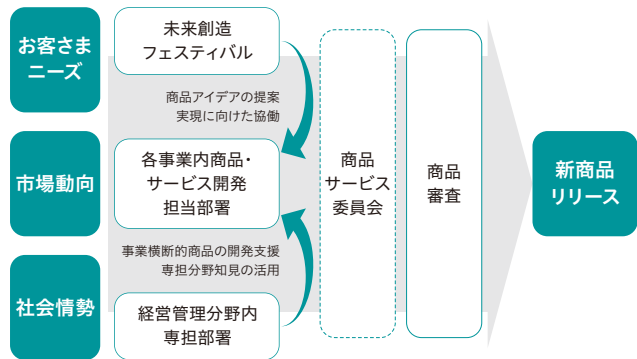 お客さま
ニーズ
市場動向
社会情勢
未来創造
フェスティバル
商品アイデアの提案
実現に向けた協働
各事業内商品・
サービス開発
担当部署
事業横断的商品の開発支援
専担分野知見の活用
経営管理分野内
専担部署
商品
サービス
委員会
商品
審査
新商品
リリース